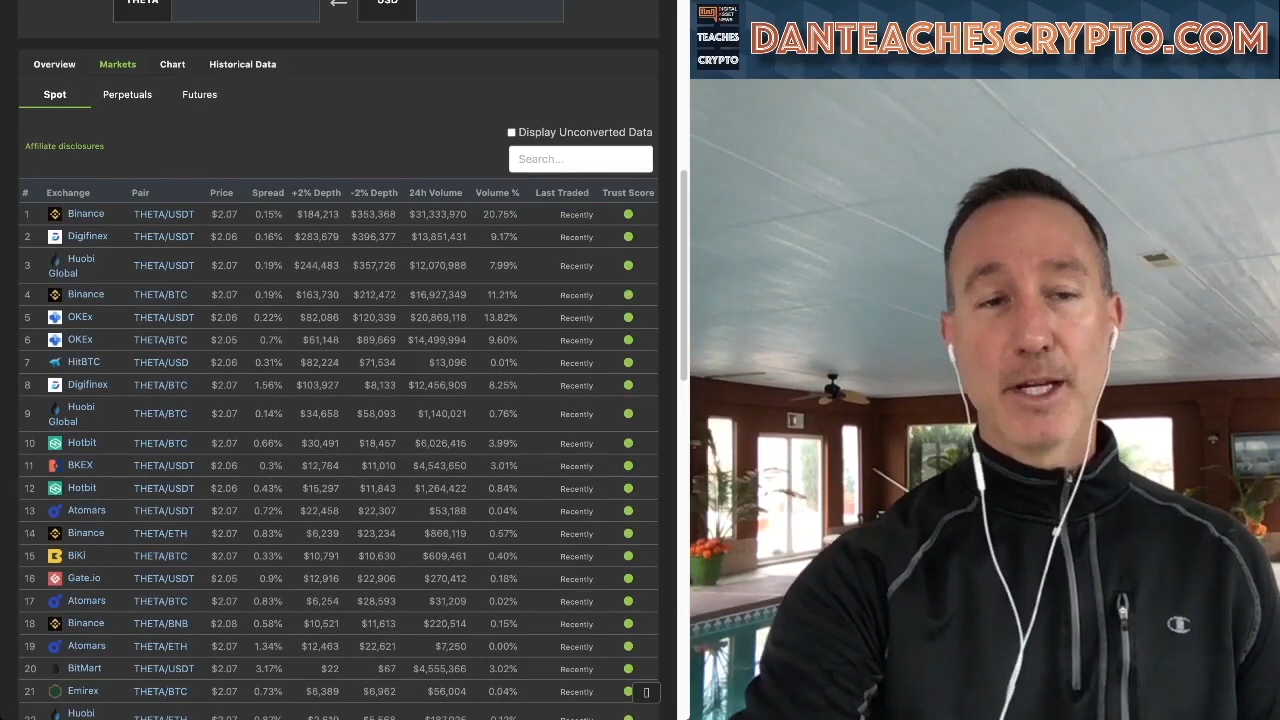 THETA USD
Overview Markets Chart Historical Data
Spot Perpetuals Futures
Display Unconverted Data
Affiliate disclosures
Search...
# Exchange Pair Price Spread +2% Depth -2% Depth 24h Volume Volume % Last Traded Trust Score
1 Binance THETA/USDT $2.07 0.15% $184,213 $353,368 $31,333,970 20.75% Recently
2 Digifinex THETA/USDT $2.06 0.16% $283,679 $396,377 $13,851,431 9.17% Recently
3 Huobi Global THETA/USDT $2.07 0.19% $244,483 $357,726 $12,070,988 7.99% Recently
4 Binance THETA/BTC $2.07 0.19% $163,730 $212,472 $16,927,349 11.21% Recently
5 OKEx THETA/USDT $2.06 0.22% $82,086 $120,339 $20,869,118 13.82% Recently
6 OKEx THETA/BTC $2.05 0.7% $61,148 $89,669 $14,499,994 9.60% Recently
7 HitBTC THETA/USD $2.06 0.31% $82,224 $71,534 $13,096 0.01% Recently
8 Digifinex THETA/BTC $2.07 1.56% $103,927 $8,133 $12,456,909 8.25% Recently
9 Huobi Global THETA/BTC $2.07 0.14% $34,658 $58,093 $1,140,021 0.76% Recently
10 Hotbit THETA/BTC $2.07 0.66% $30,491 $18,457 $6,026,415 3.99% Recently
11 BKEX THETA/USDT $2.06 0.3% $12,784 $11,010 $4,543,650 3.01% Recently
12 Hotbit THETA/USDT $2.06 0.43% $15,297 $11,843 $1,264,422 0.84% Recently
13 Atomars THETA/USDT $2.05 0.72% $22,458 $22,307 $53,188 0.04% Recently
14 Binance THETA/ETH $2.07 0.83% $6,239 $23,234 $866,119 0.57% Recently
15 BiKi THETA/BTC $2.07 0.33% $10,791 $10,630 $609,461 0.40% Recently
16 Gate.io THETA/USDT $2.05 0.9% $12,916 $22,906 $270,412 0.18% Recently
17 Atomars THETA/BTC $2.07 0.83% $6,254 $28,593 $31,209 0.02% Recently
18 Binance THETA/BNB $2.08 0.58% $10,521 $11,613 $220,514 0.15% Recently
19 Atomars THETA/ETH $2.07 1.34% $12,463 $22,621 $7,250 0.00% Recently
20 BitMart THETA/USDT $2.07 3.17% $22 $67 $4,555,366 3.02% Recently
21 Emirex THETA/BTC $2.07 0.73% $6,389 $6,962 $56,004 0.04% Recently
Huobi
DIGITAL
ASSET
NEWS
TEACHES
CRYPTO
DANTEACHESCRYPTO.COM